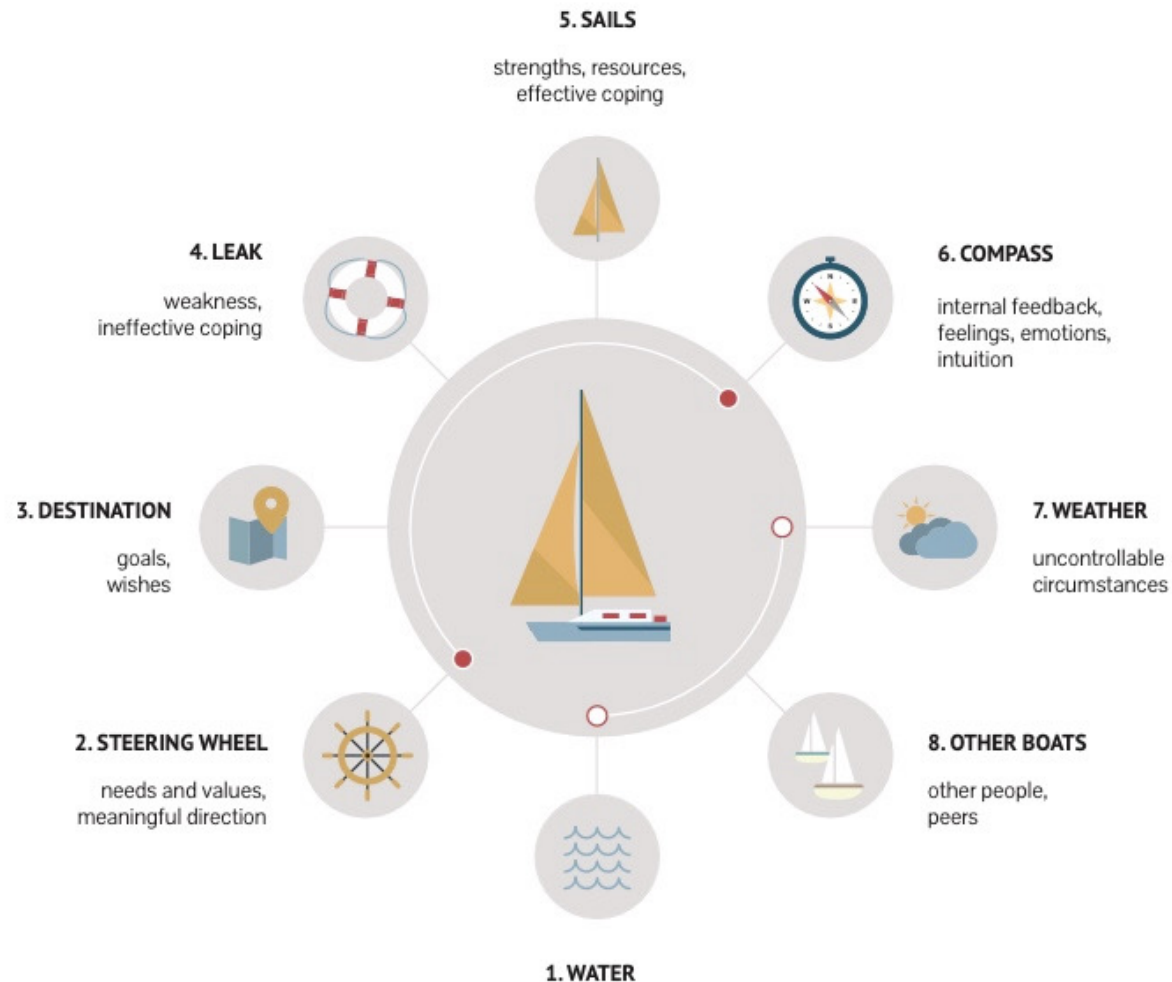 5. SAILS
strengths, resources,
effective coping
4. LEAK
weakness,
ineffective coping
6. COMPASS
internal feedback,
feelings, emotions,
intuition
N
E
S
W
3. DESTINATION
goals,
wishes
7. WEATHER
uncontrollable
circumstances
2. STEERING WHEEL
needs and values,
meaningful direction
8. OTHER BOATS
other people,
peers
1. WATER